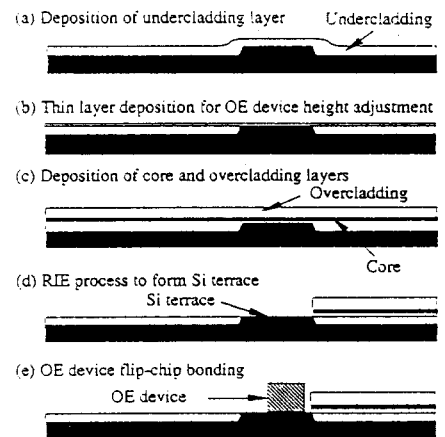 (a) Deposition of undercladding layer
Undercladding
(b) Thin layer deposition for OE device height adjustment
(c) Deposition of core and overcladding layers
Overcladding
Core
(d) RIE process to form Si terrace
Si terrace
(e) OE device flip-chip bonding
OE device